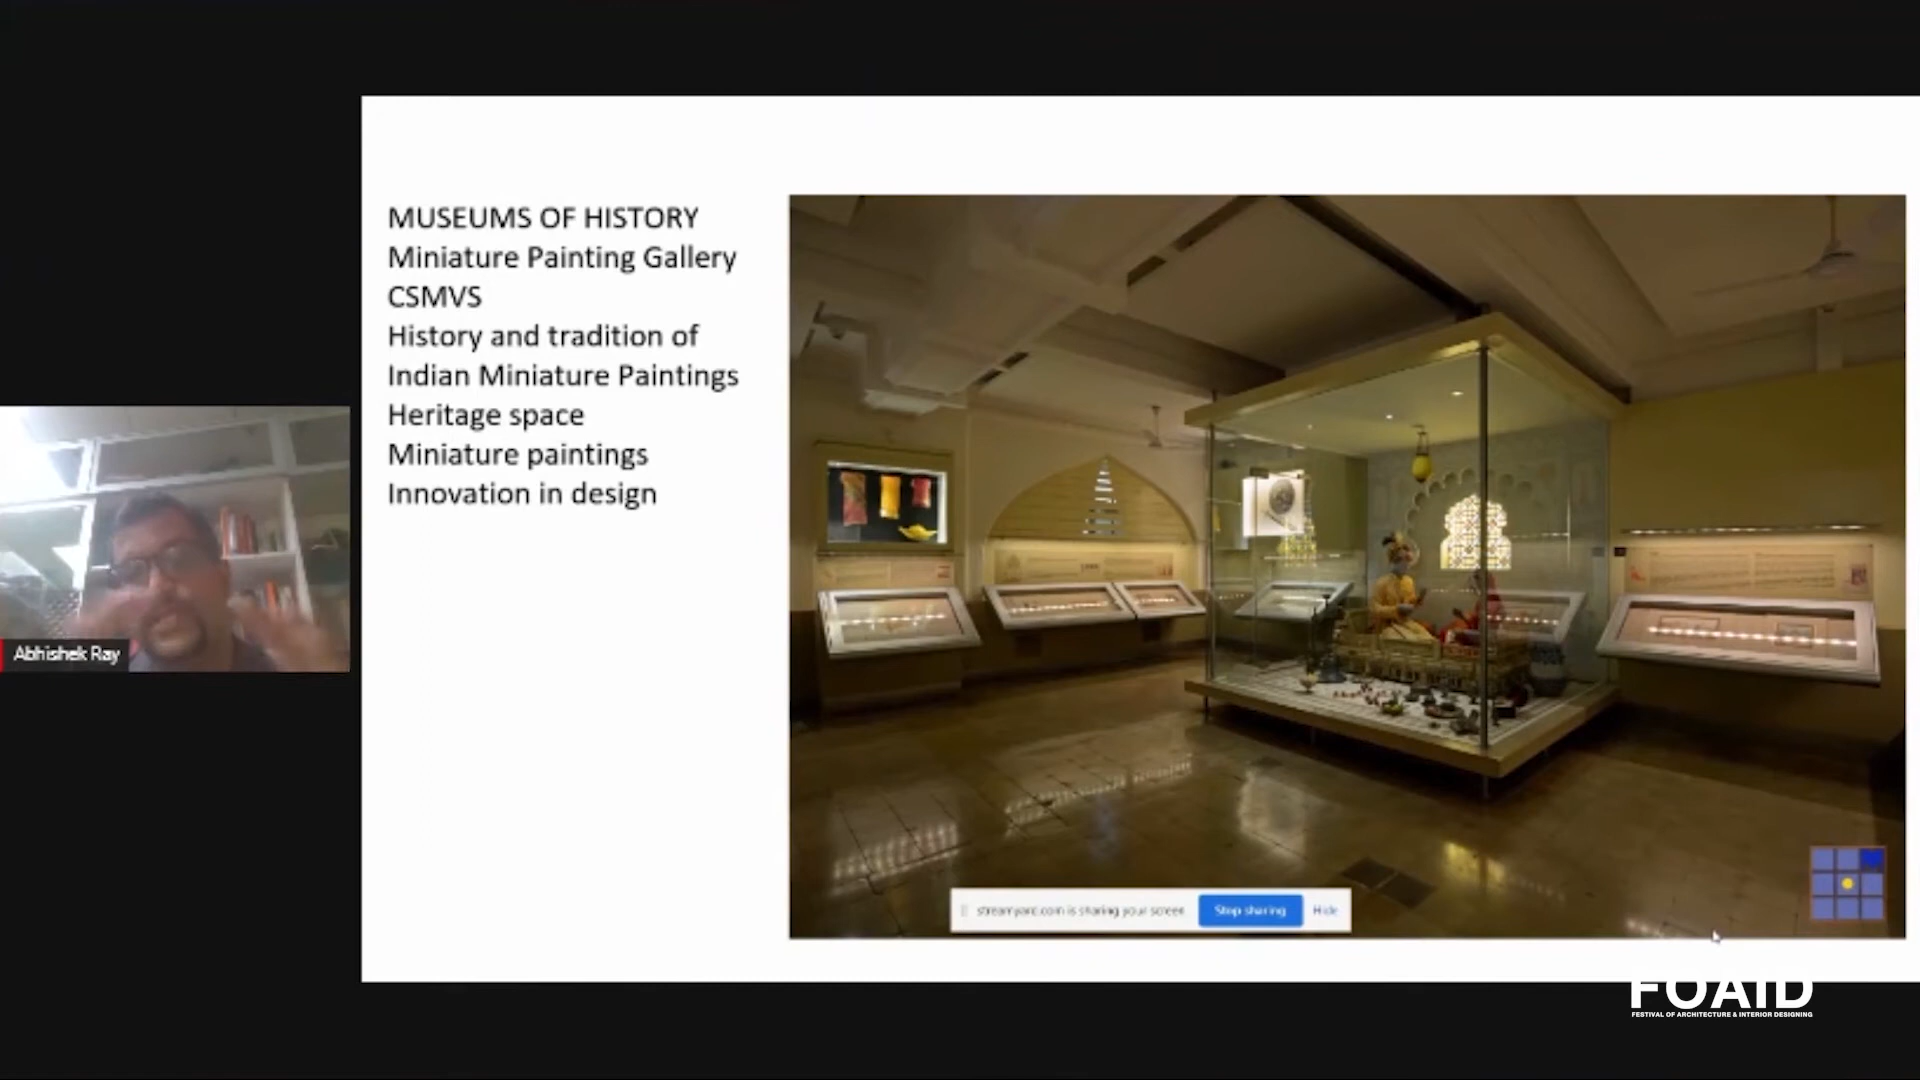 MUSEUMS OF HISTORY
Miniature Painting Gallery
CSMVS
History and tradition of
Indian Miniature Paintings
Heritage space
Miniature paintings
Innovation in design
Abhishek Ray
streamyard.com is sharing your screen
Stop sharing
Hide
FOAID
FESTIVAL OF ARCHITECTURE & INTERIOR DESIGNING